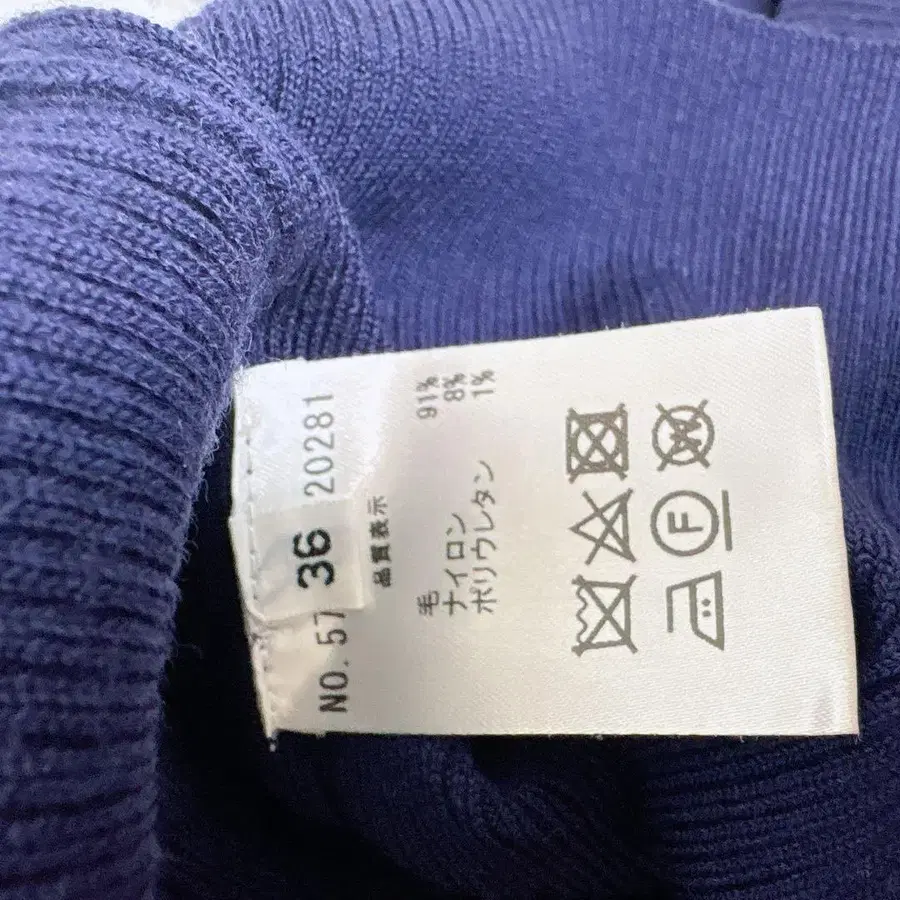 NO. 57 20281
36
品質表示
毛 91%
ナイロン 8%
ポリウレタン 1%
W
F